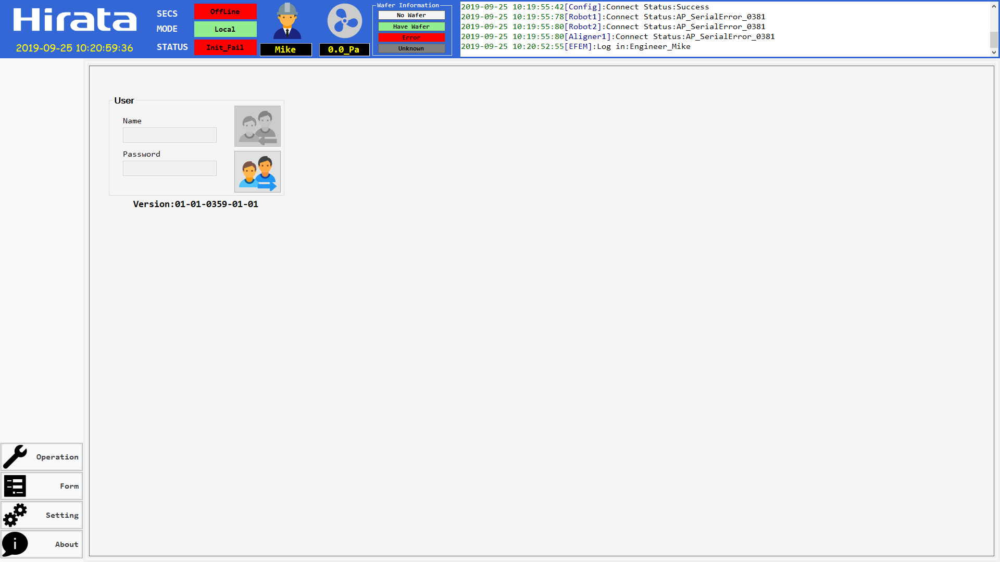 Hirata
2019-09-25 10:20:59:36
SECS
OffLine
MODE
Local
STATUS
Init_Fail
Mike
0.0_Pa
Wafer Information
No Wafer
Have Wafer
Error
Unknown
2019-09-25 10:19:55:42[Config]:Connect Status:Success
2019-09-25 10:19:55:78[Robot1]:Connect Status:AP_SerialError_0381
2019-09-25 10:19:55:80[Robot2]:Connect Status:AP_SerialError_0381
2019-09-25 10:19:55:80[Aligner1]:Connect Status:AP_SerialError_0381
2019-09-25 10:20:52:55[EFEM]:Log in:Engineer_Mike
User
Name
Password
Version:01-01-0359-01-01
Operation
Form
Setting
About